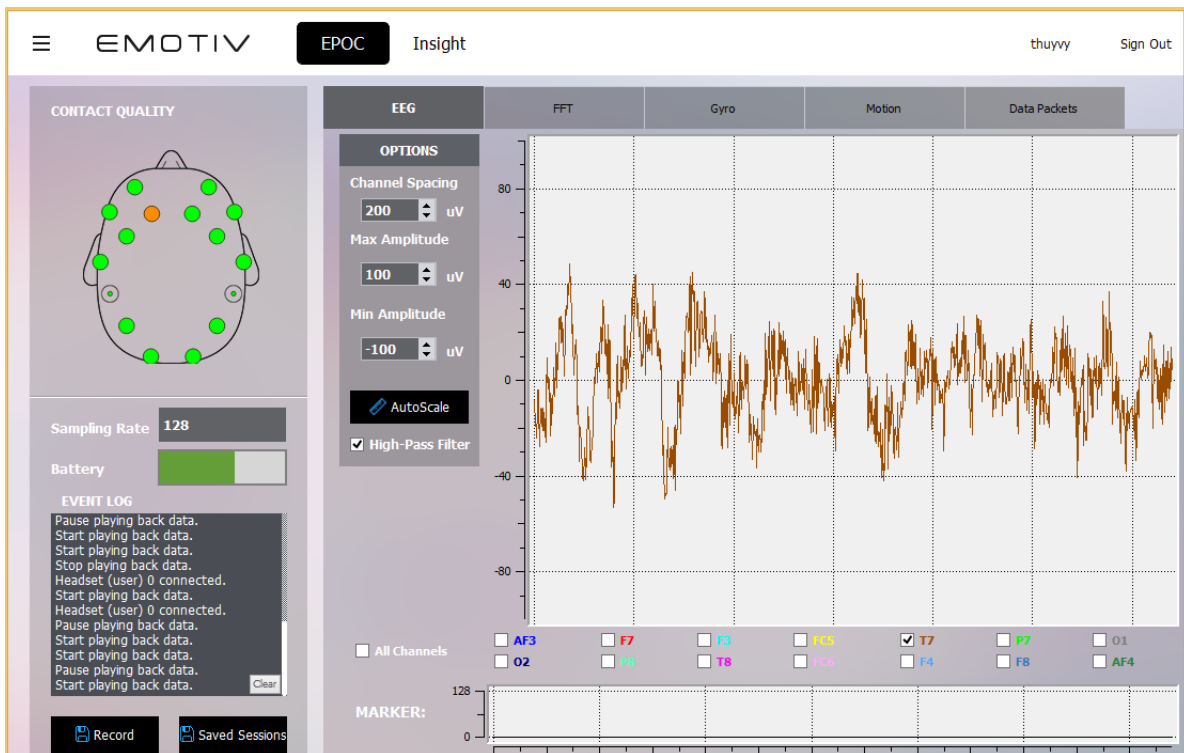 EMOTIV EPOC Insight thuyvy Sign Out
CONTACT QUALITY
Sampling Rate 128
Battery
EVENT LOG
Pause playing back data.
Start playing back data.
Start playing back data.
Stop playing back data.
Headset (user) 0 connected.
Start playing back data.
Headset (user) 0 connected.
Pause playing back data.
Start playing back data.
Start playing back data.
Pause playing back data.
Start playing back data.
Clear
Record Saved Sessions
EEG FFT Gyro Motion Data Packets
OPTIONS
Channel Spacing
200 uV
Max Amplitude
100 uV
Min Amplitude
-100 uV
AutoScale
High-Pass Filter
80
40
0
-40
-80
All Channels
AF3 F7 F3 FC5 T7 P7 O1
O2 P8 T8 FC6 F4 F8 AF4
MARKER:
128
0